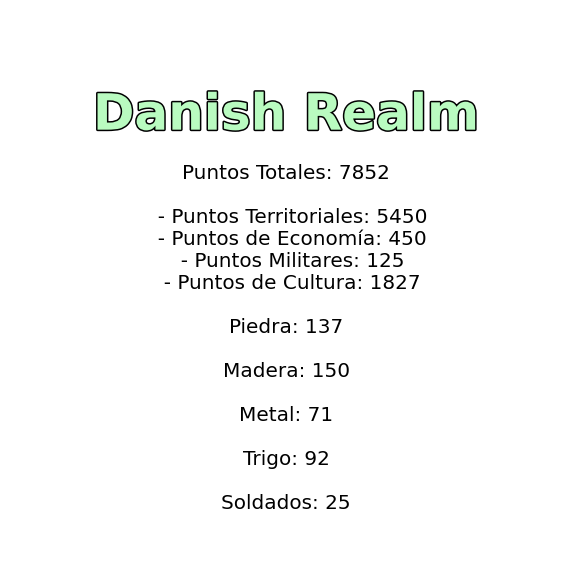 Danish Realm
Puntos Totales: 7852
- Puntos Territoriales: 5450
- Puntos de Economía: 450
- Puntos Militares: 125
- Puntos de Cultura: 1827
Piedra: 137
Madera: 150
Metal: 71
Trigo: 92
Soldados: 25